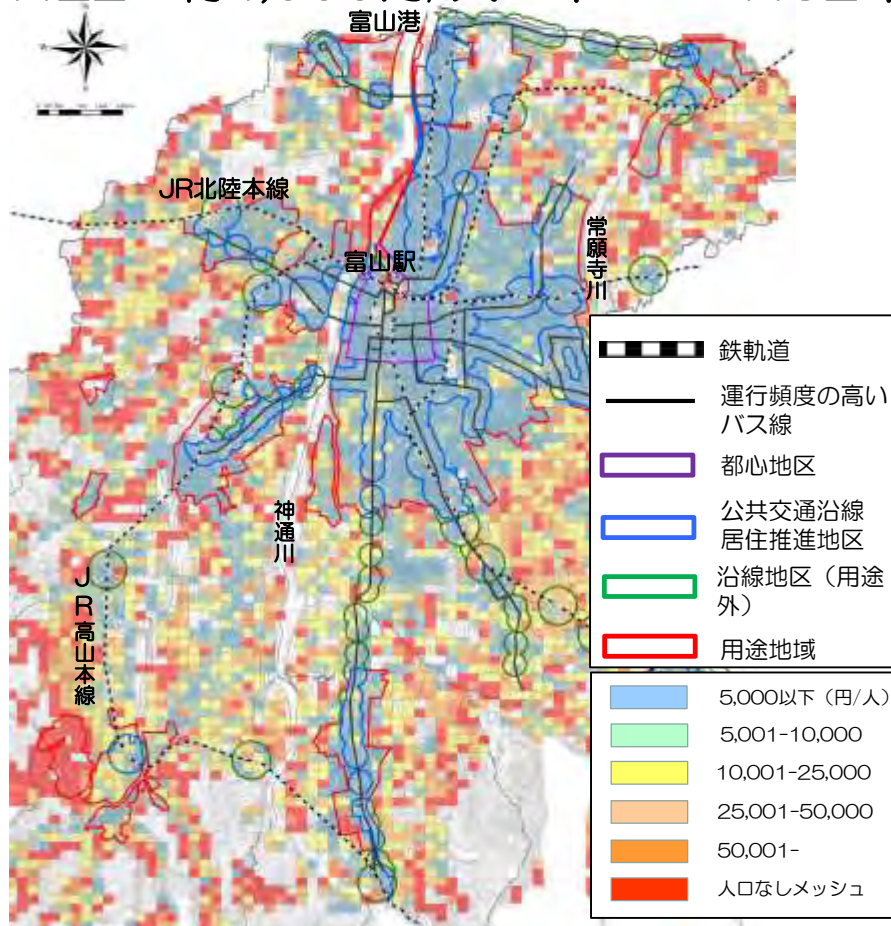 富山港
JR北陸本線
富山駅
常願寺川
神通川
JR高山本線
鉄軌道
運行頻度の高い
バス線
都心地区
公共交通沿線
居住推進地区
沿線地区（用途
外）
用途地域
5,000以下（円/人）
5,001-10,000
10,001-25,000
25,001-50,000
50,001-
人口なしメッシュ